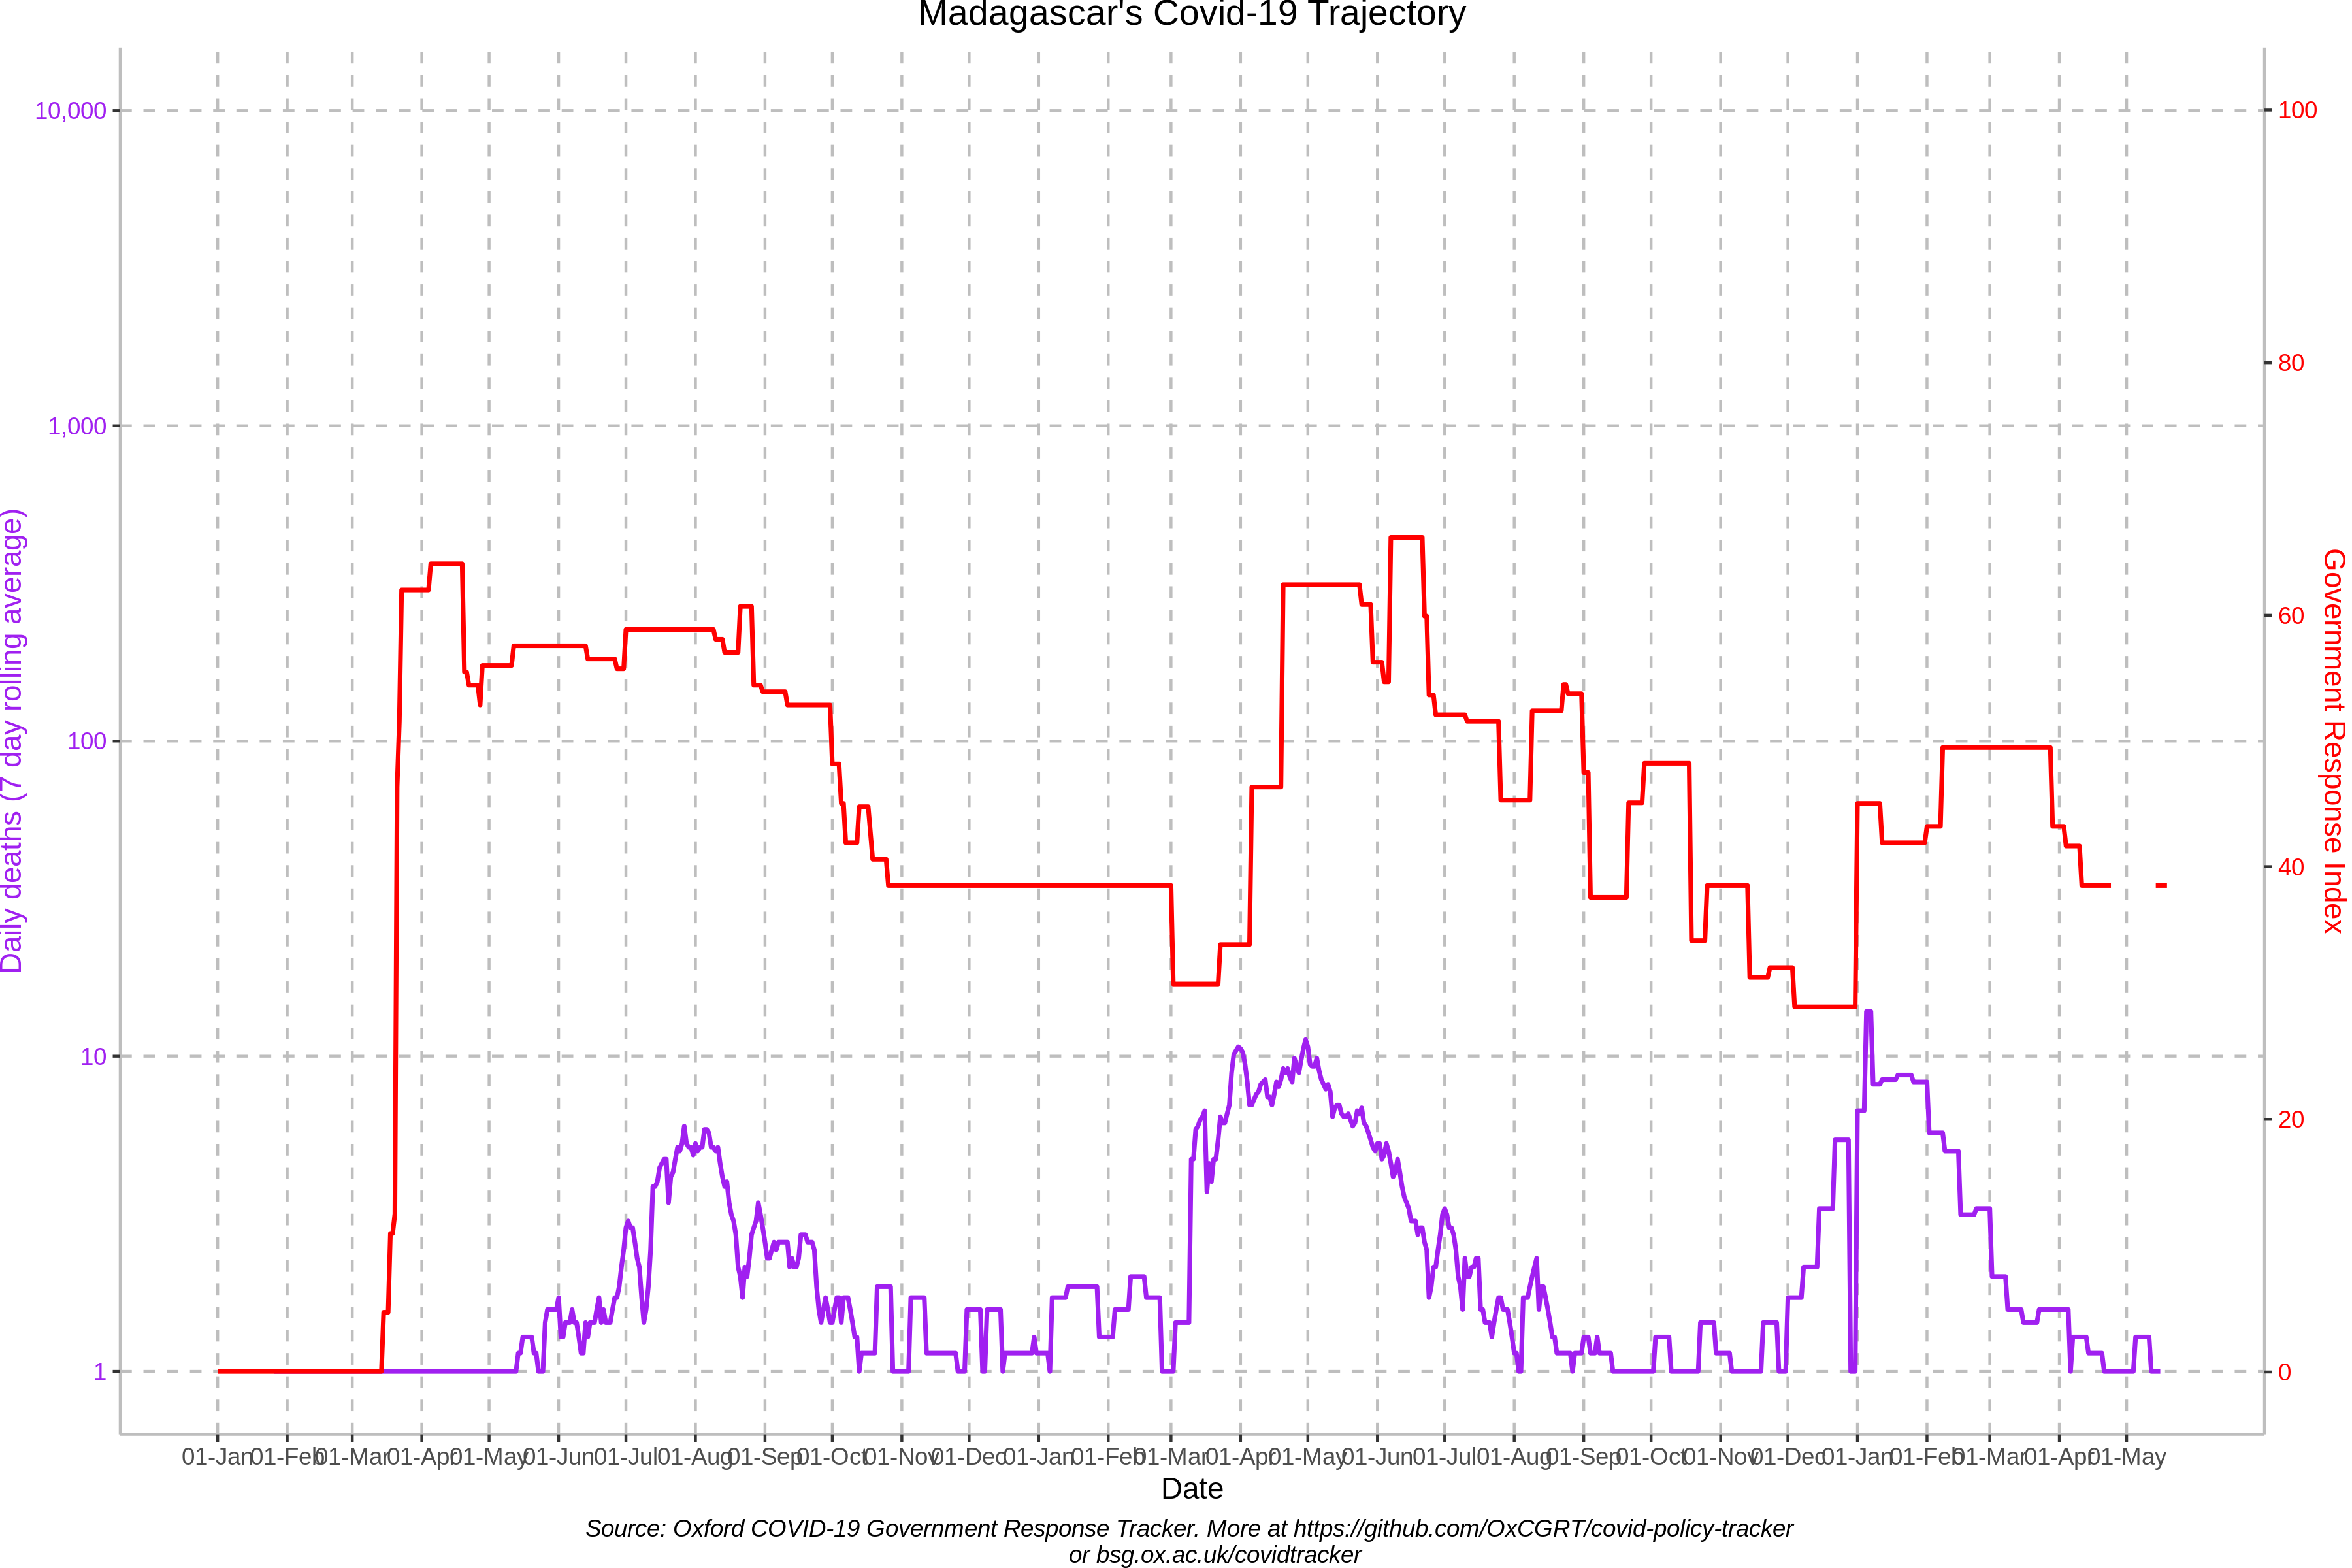 Madagascar's Covid-19 Trajectory
10,000
1,000
100
10
1
Daily deaths (7 day rolling average)
100
80
60
40
20
0
Government Response Index
01-Jan 01-Feb 01-Mar 01-Apr 01-May 01-Jun 01-Jul 01-Aug 01-Sep 01-Oct 01-Nov 01-Dec 01-Jan 01-Feb 01-Mar 01-Apr 01-May 01-Jun 01-Jul 01-Aug 01-Sep 01-Oct 01-Nov 01-Dec 01-Jan 01-Feb 01-Mar 01-Apr 01-May
Date
Source: Oxford COVID-19 Government Response Tracker. More at https://github.com/OxCGRT/covid-policy-tracker
or bsg.ox.ac.uk/covidtracker